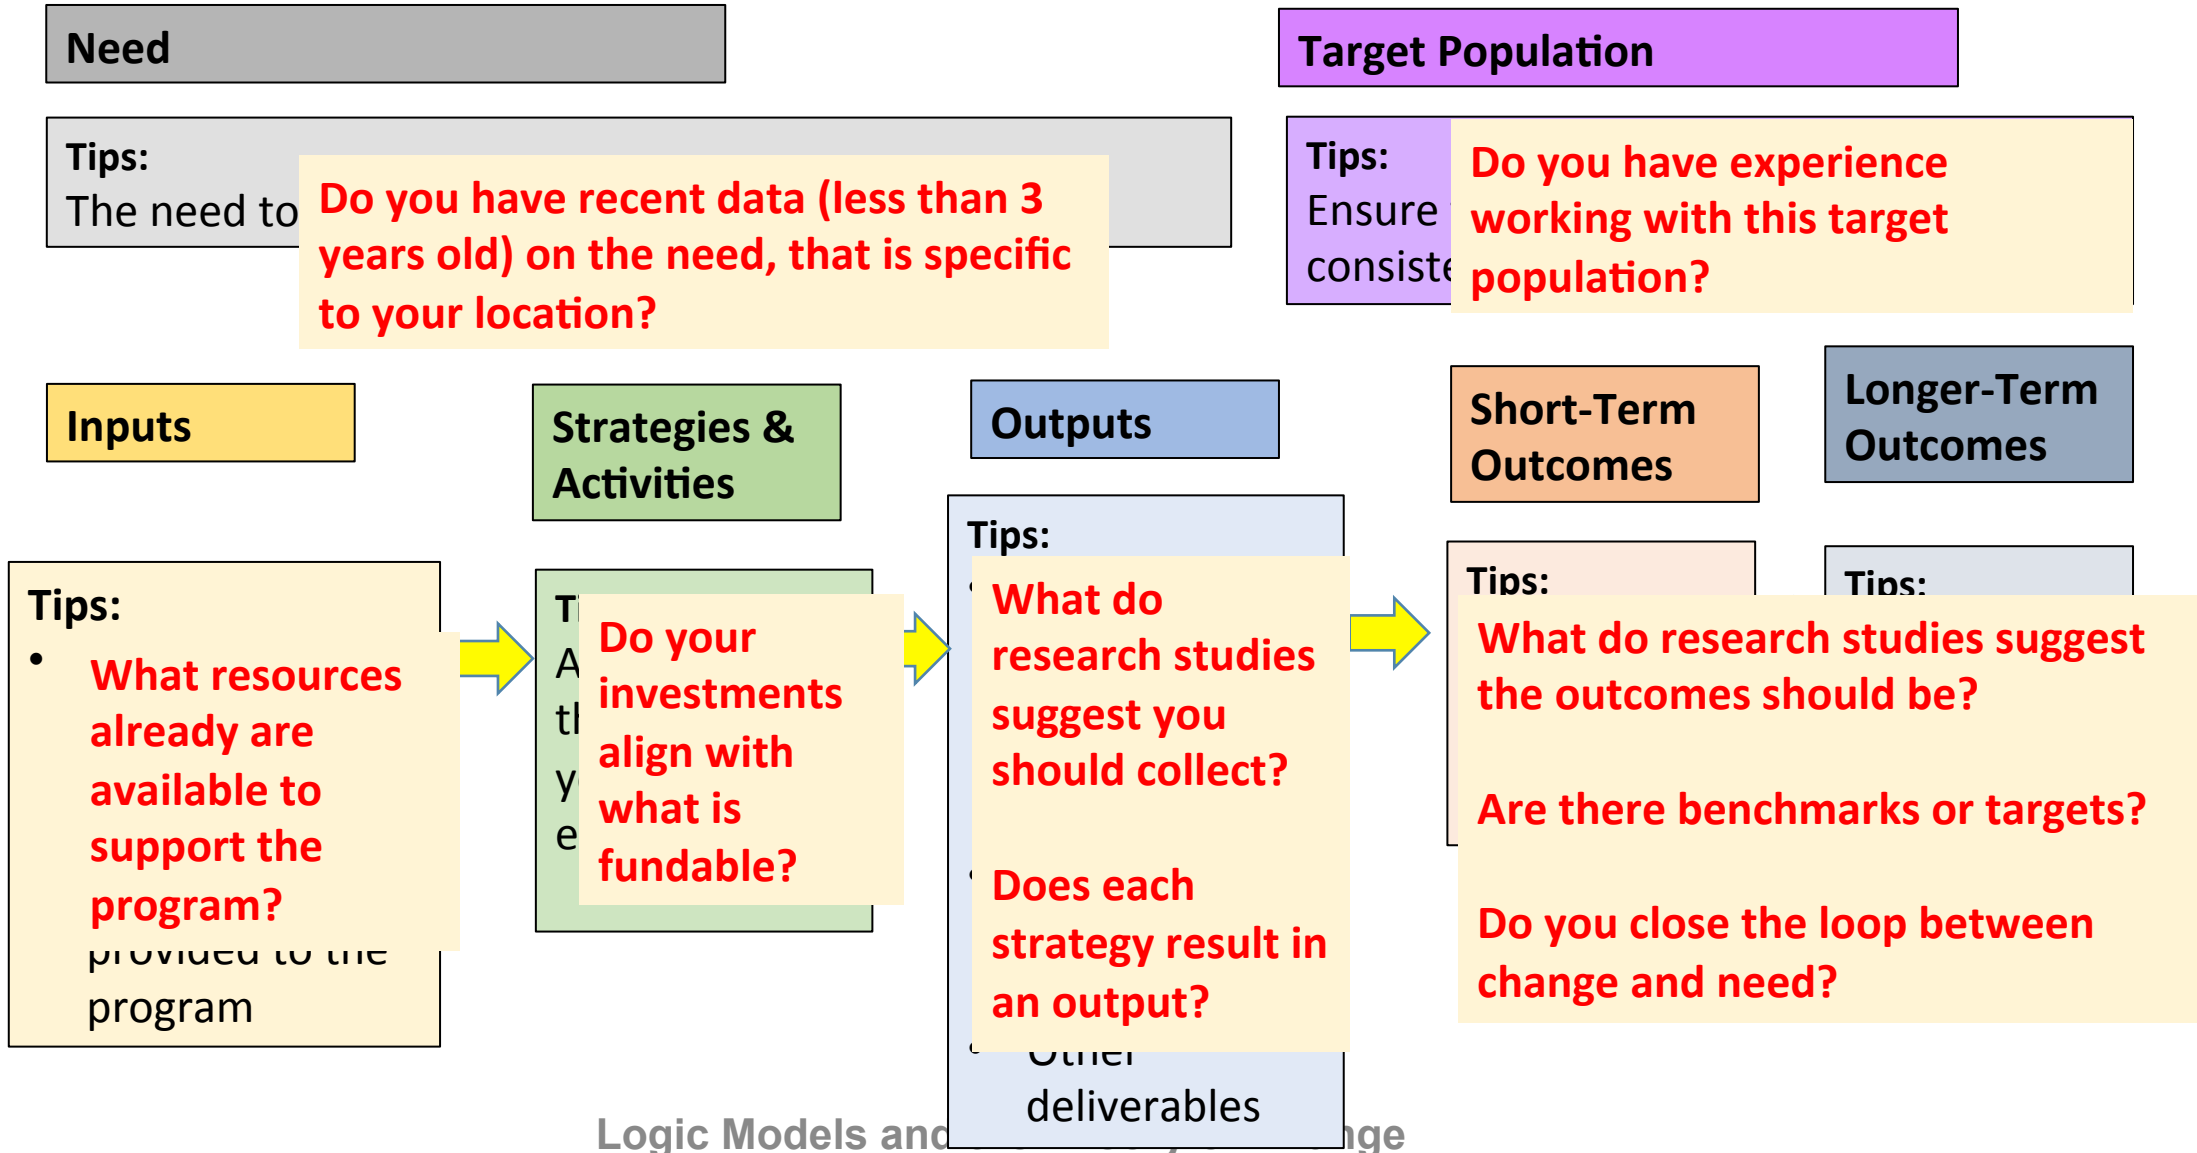 Need
Target Population
Tips:
The need to
Do you have recent data (less than 3
years old) on the need, that is specific
to your location?
Tips:
Ensure
Do you have experience
working with this target
population?
Inputs
Strategies &
Activities
Outputs
Short-Term
Outcomes
Longer-Term
Outcomes
Tips:
•
What resources
already are
available to
support the
program?
provided to the
program
Do your
investments
align with
what is
fundable?
Tips:
What do
research studies
suggest you
should collect?
Does each
strategy result in
an output?
• Other
deliverables
Tips:
Tips:
What do research studies suggest
the outcomes should be?
Are there benchmarks or targets?
Do you close the loop between
change and need?
Logic Models and